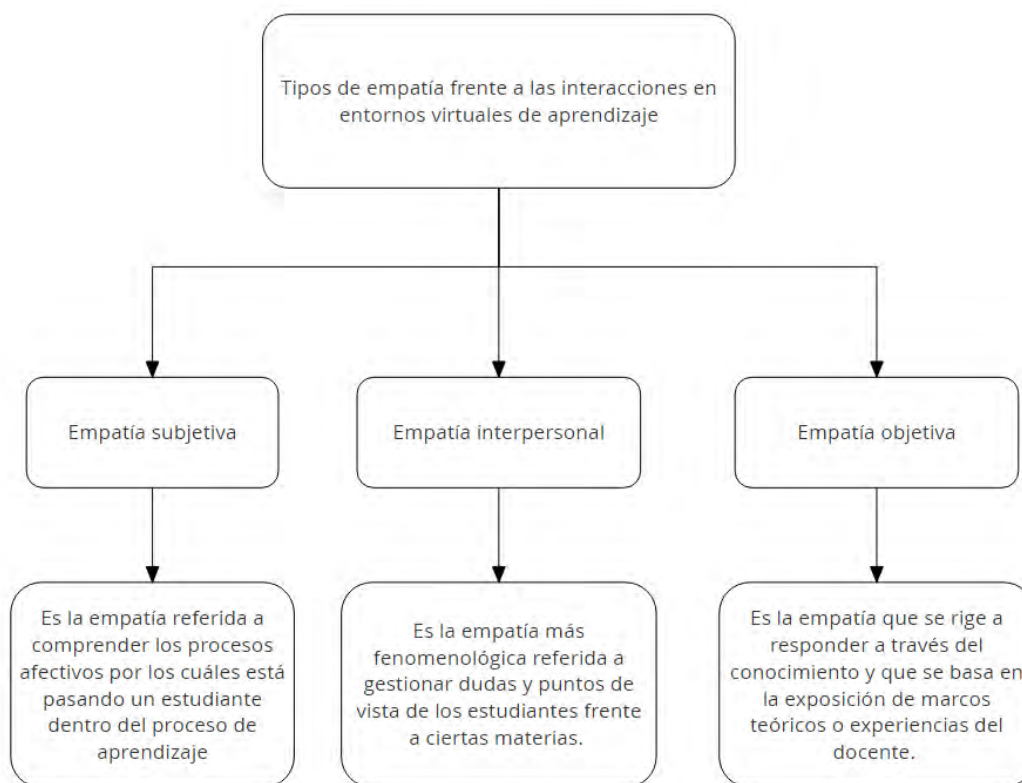 Tipos de empatía frente a las interacciones en
entornos virtuales de aprendizaje
Empatía subjetiva
Empatía interpersonal
Empatía objetiva
Es la empatía referida a
comprender los procesos
afectivos por los cuáles está
pasando un estudiante
dentro del proceso de
aprendizaje
Es la empatía más
fenomenológica referida a
gestionar dudas y puntos de
vista de los estudiantes frente
a ciertas materias.
Es la empatía que se rige a
responder a través del
conocimiento y que se basa en
la exposición de marcos
teóricos o experiencias del
docente.